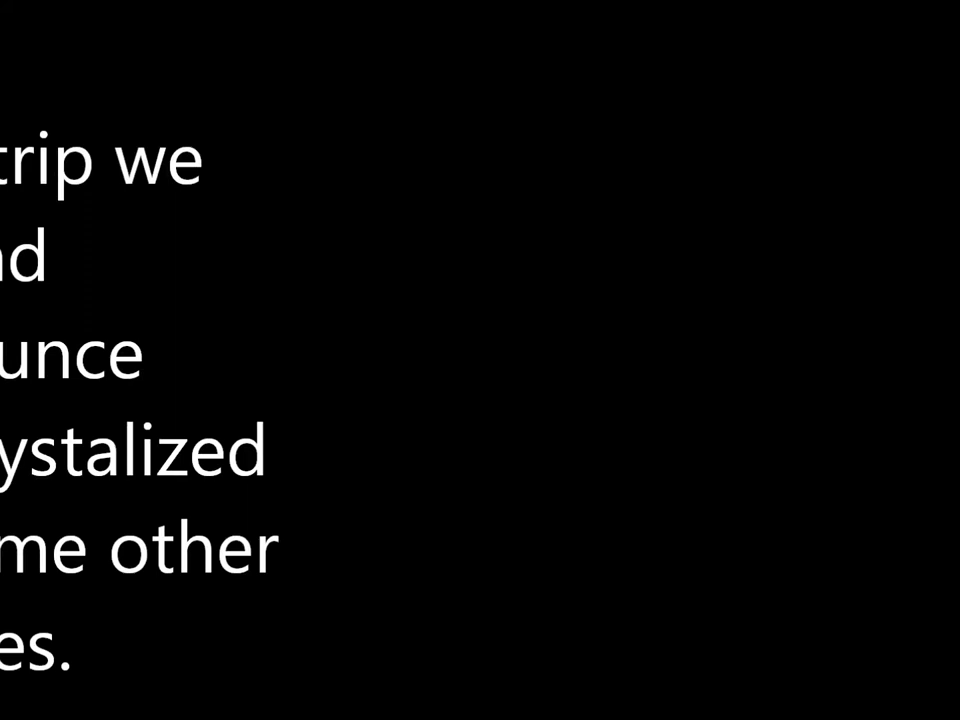 trip we
nd
unce
ystalized
me other
es.